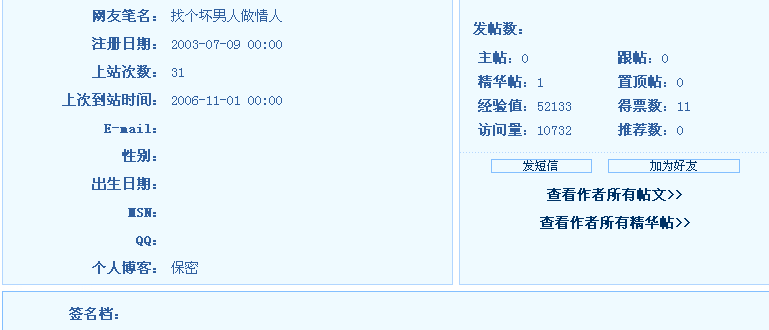 网友笔名：找个坏男人做情人
注册日期：2003-07-09 00:00
上站次数：31
上次到站时间：2006-11-01 00:00
E-mail：
性别：
出生日期：
MSN：
QQ：
个人博客：保密
发帖数：
主帖：0 跟帖：0
精华帖：1 置顶帖：0
经验值：52133 得票数：11
访问量：10732 推荐数：0
发短信 加为好友
查看作者所有帖文>>
查看作者所有精华帖>>
签名档：